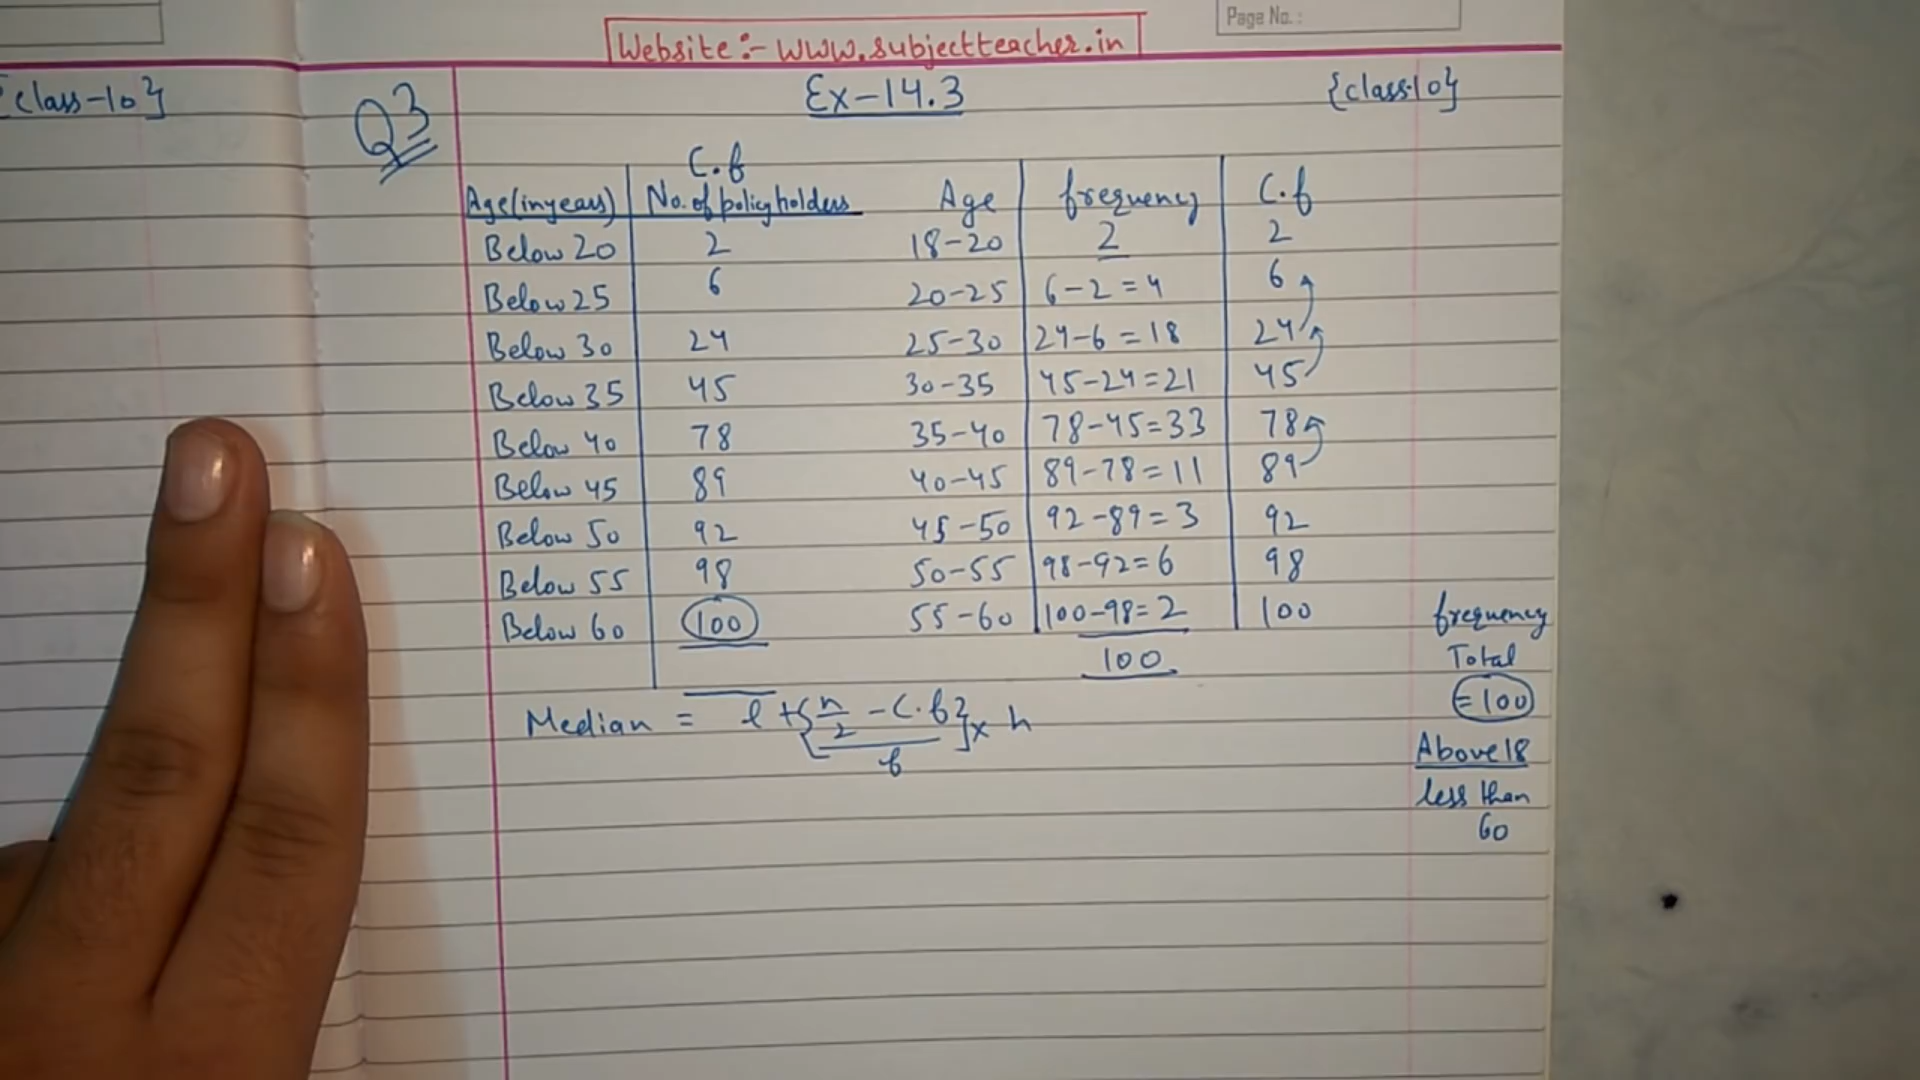 Page No. :
Website :- www.subjectteacher.in
{class-10}
Q3
Ex-14.3
{class-10}
C.f
Age(in years) No. of policy holders Age frequency C.f
Below 20 2 18-20 2 2
Below 25 6 20-25 6-2=4 6
Below 30 24 25-30 24-6=18 24
Below 35 45 30-35 45-24=21 45
Below 40 78 35-40 78-45=33 78
Below 45 89 40-45 89-78=11 89
Below 50 92 45-50 92-89=3 92
Below 55 98 50-55 98-92=6 98
Below 60 100 55-60 100-98=2 100
100
Median = l+{n/2 - C.f}/f x h
frequency
Total
=100
Above 18
less than
60